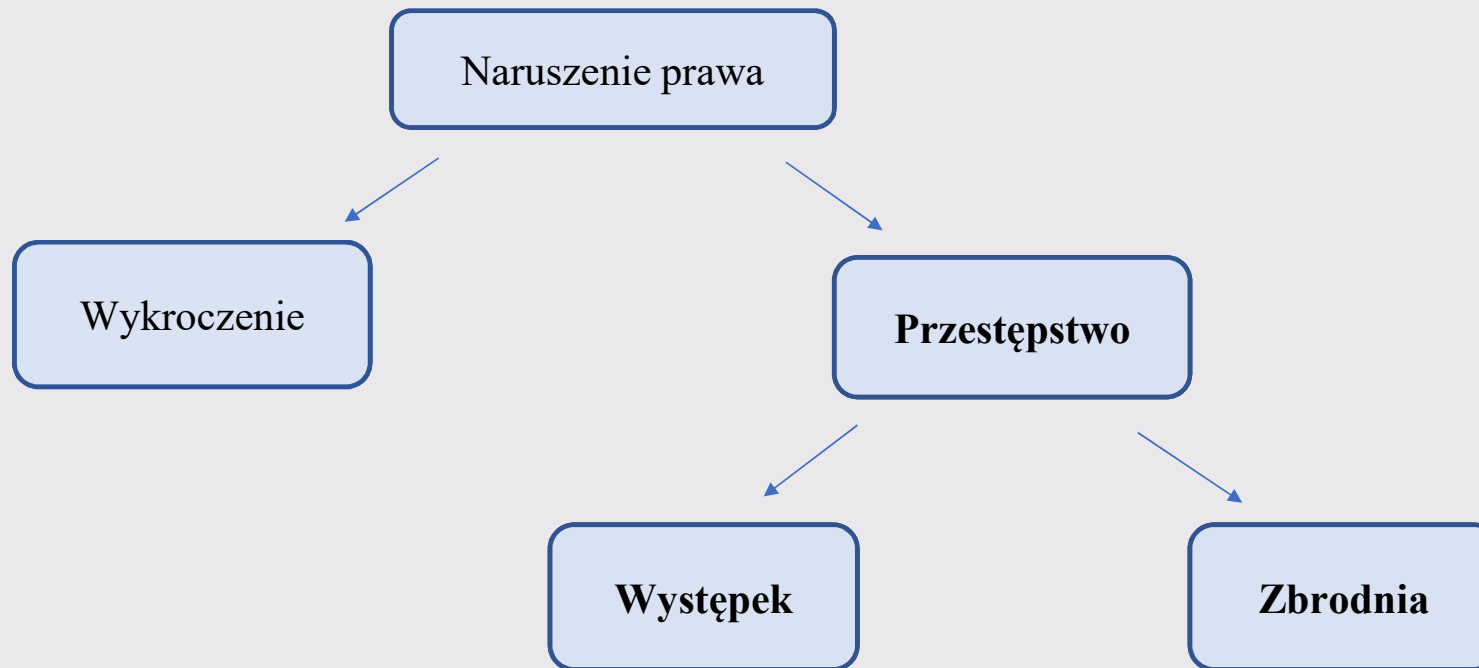 Naruszenie prawa
Wykroczenie
Przestępstwo
Występek
Zbrodnia